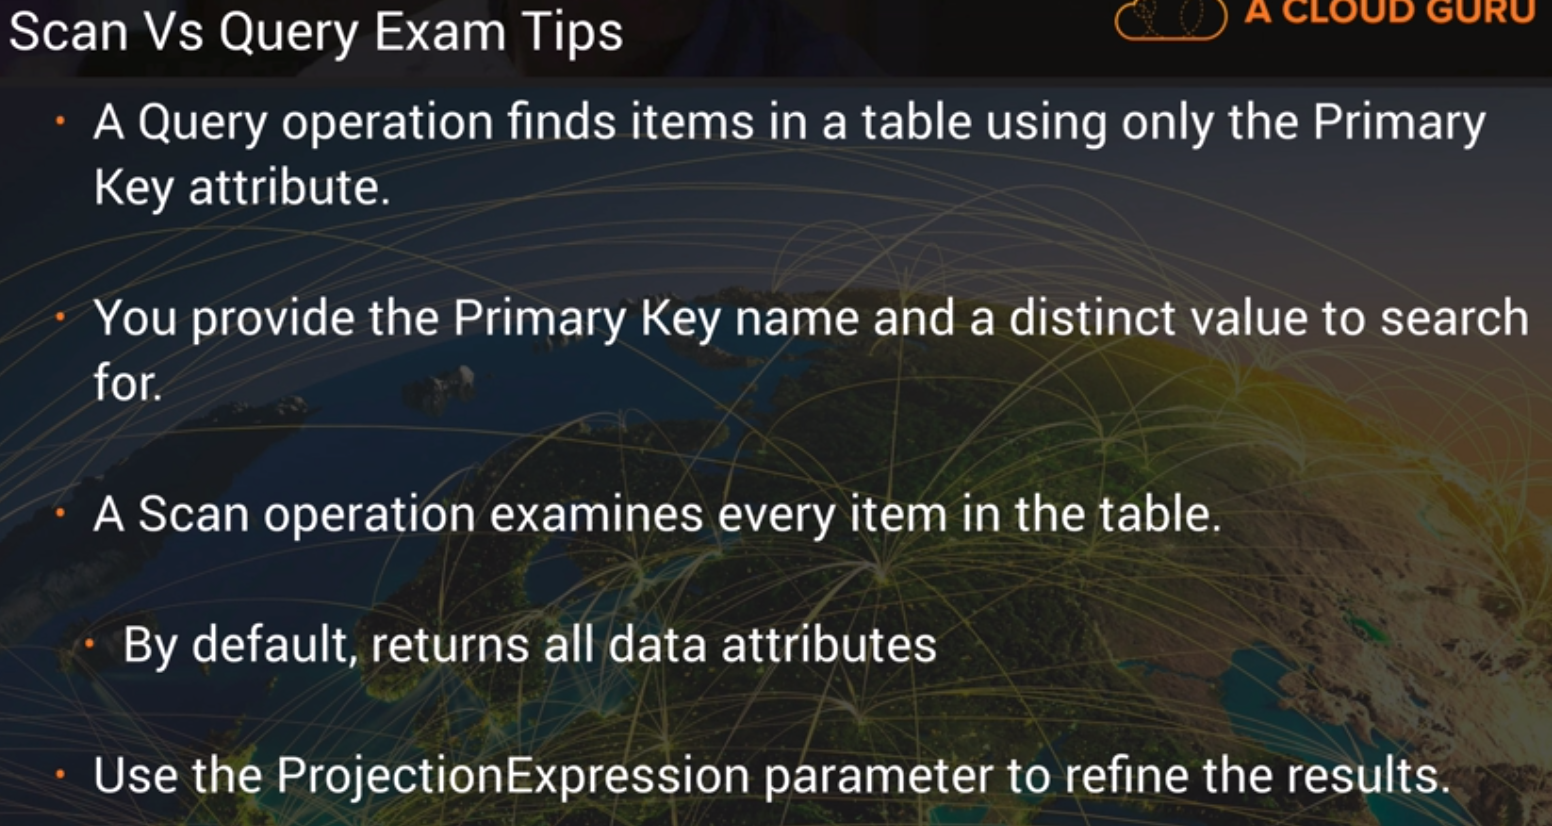 Scan Vs Query Exam Tips
A CLOUD GURU
• A Query operation finds items in a table using only the Primary
Key attribute.
• You provide the Primary Key name and a distinct value to search
for.
• A Scan operation examines every item in the table.
• By default, returns all data attributes
• Use the ProjectionExpression parameter to refine the results.